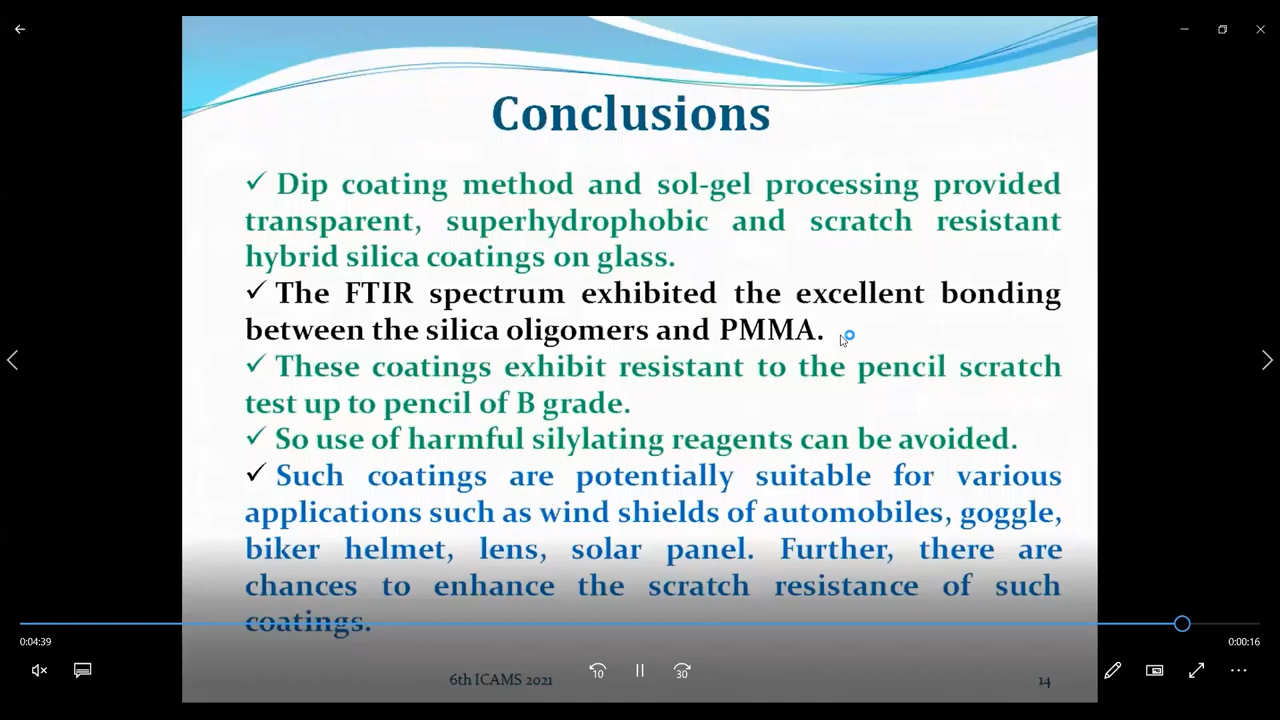 Conclusions
✓ Dip coating method and sol-gel processing provided
transparent, superhydrophobic and scratch resistant
hybrid silica coatings on glass.
✓ The FTIR spectrum exhibited the excellent bonding
between the silica oligomers and PMMA.
✓ These coatings exhibit resistant to the pencil scratch
test up to pencil of B grade.
✓ So use of harmful silylating reagents can be avoided.
✓ Such coatings are potentially suitable for various
applications such as wind shields of automobiles, goggle,
biker helmet, lens, solar panel. Further, there are
chances to enhance the scratch resistance of such
coatings.
0:04:39
0:00:16
10
30
6th ICAMS 2021
14